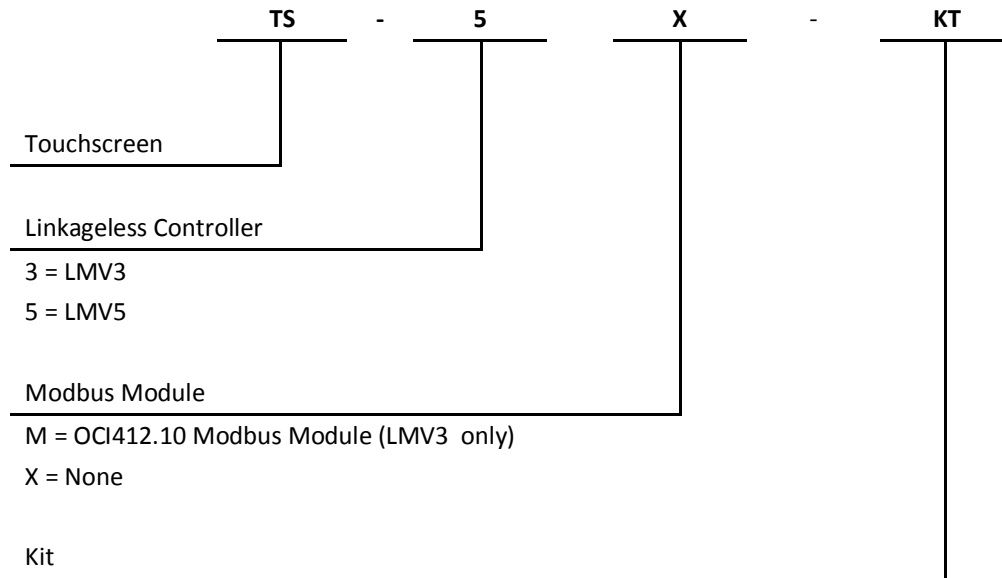 TS - 5 X - KT
Touchscreen
Linkageless Controller
3 = LMV3
5 = LMV5
Modbus Module
M = OCI412.10 Modbus Module (LMV3 only)
X = None
Kit